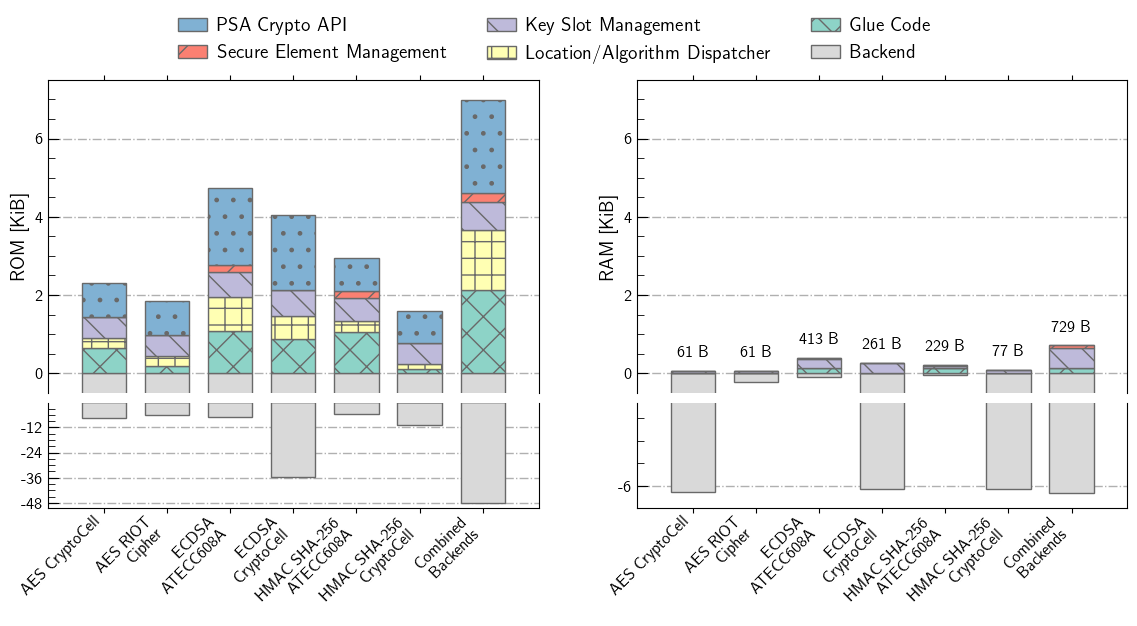 PSA Crypto API
Secure Element Management
Key Slot Management
Location/Algorithm Dispatcher
Glue Code
Backend
ROM [KiB]
6
4
2
0
-12
-24
-36
-48
AES CryptoCell
AES RIOT
Cipher
ECDSA
ATECC608A
ECDSA
CryptoCell
HMAC SHA-256
ATECC608A
HMAC SHA-256
CryptoCell
Combined
Backends
RAM [KiB]
6
4
2
0
-6
61 B
61 B
413 B
261 B
229 B
77 B
729 B
AES CryptoCell
AES RIOT
Cipher
ECDSA
ATECC608A
ECDSA
CryptoCell
HMAC SHA-256
ATECC608A
HMAC SHA-256
CryptoCell
Combined
Backends